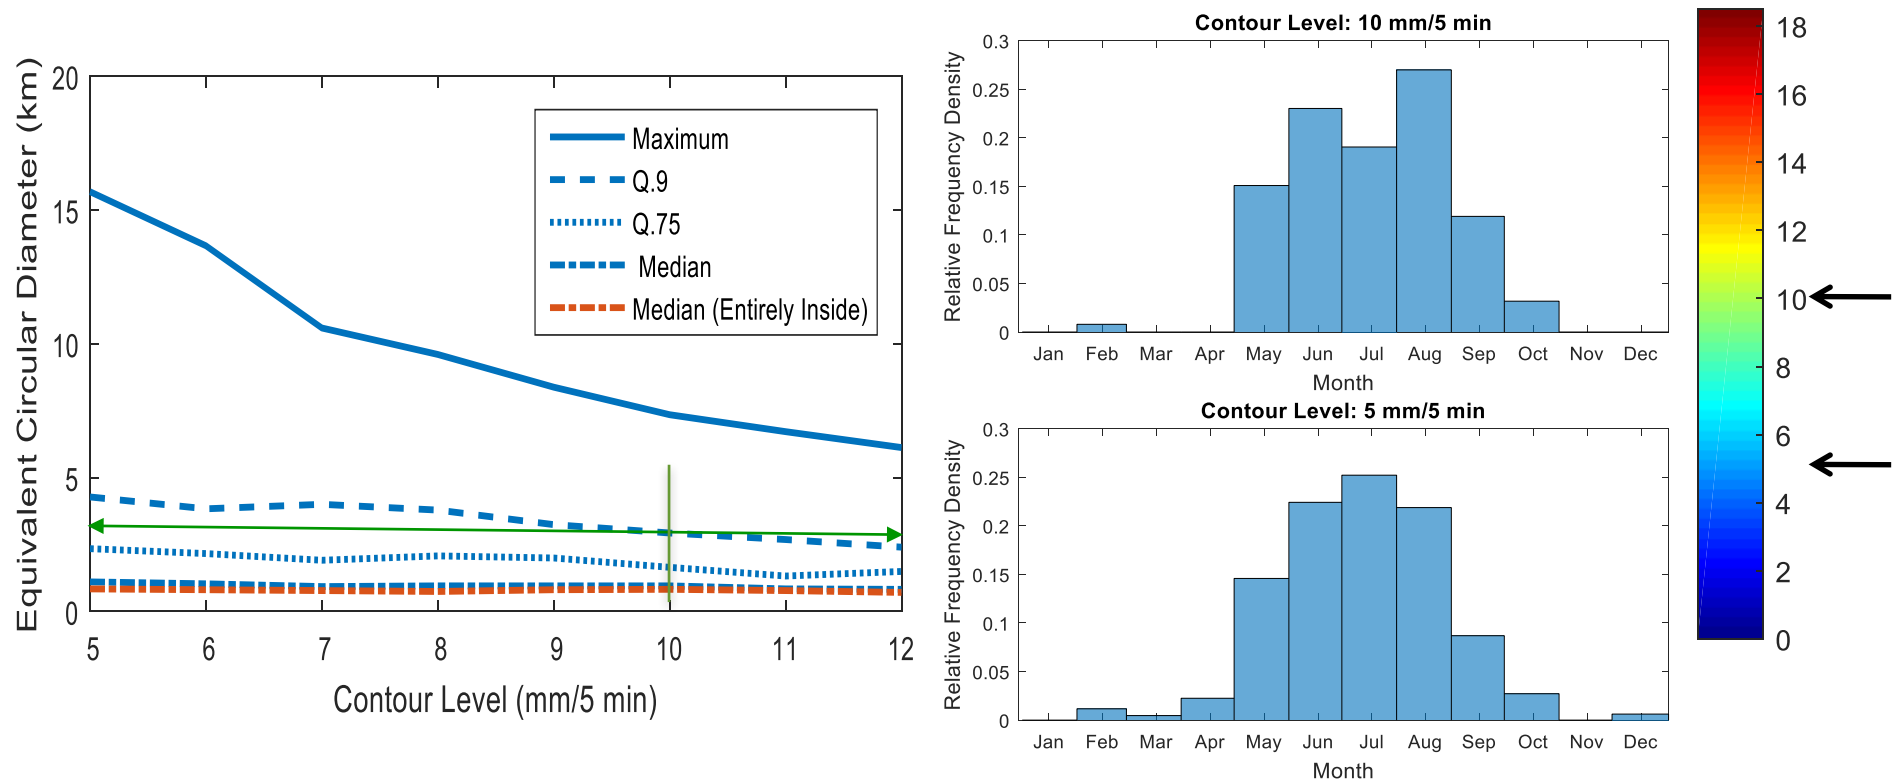 Equivalent Circular Diameter (km)
20
15
10
5
0
5 6 7 8 9 10 11 12
Contour Level (mm/5 min)
Maximum
Q.9
Q.75
Median
Median (Entirely Inside)
Contour Level: 10 mm/5 min
Relative Frequency Density
0.3
0.25
0.2
0.15
0.1
0.05
0
Jan Feb Mar Apr May Jun Jul Aug Sep Oct Nov Dec
Month
Contour Level: 5 mm/5 min
Relative Frequency Density
0.3
0.25
0.2
0.15
0.1
0.05
0
Jan Feb Mar Apr May Jun Jul Aug Sep Oct Nov Dec
Month
18
16
14
12
10
8
6
4
2
0